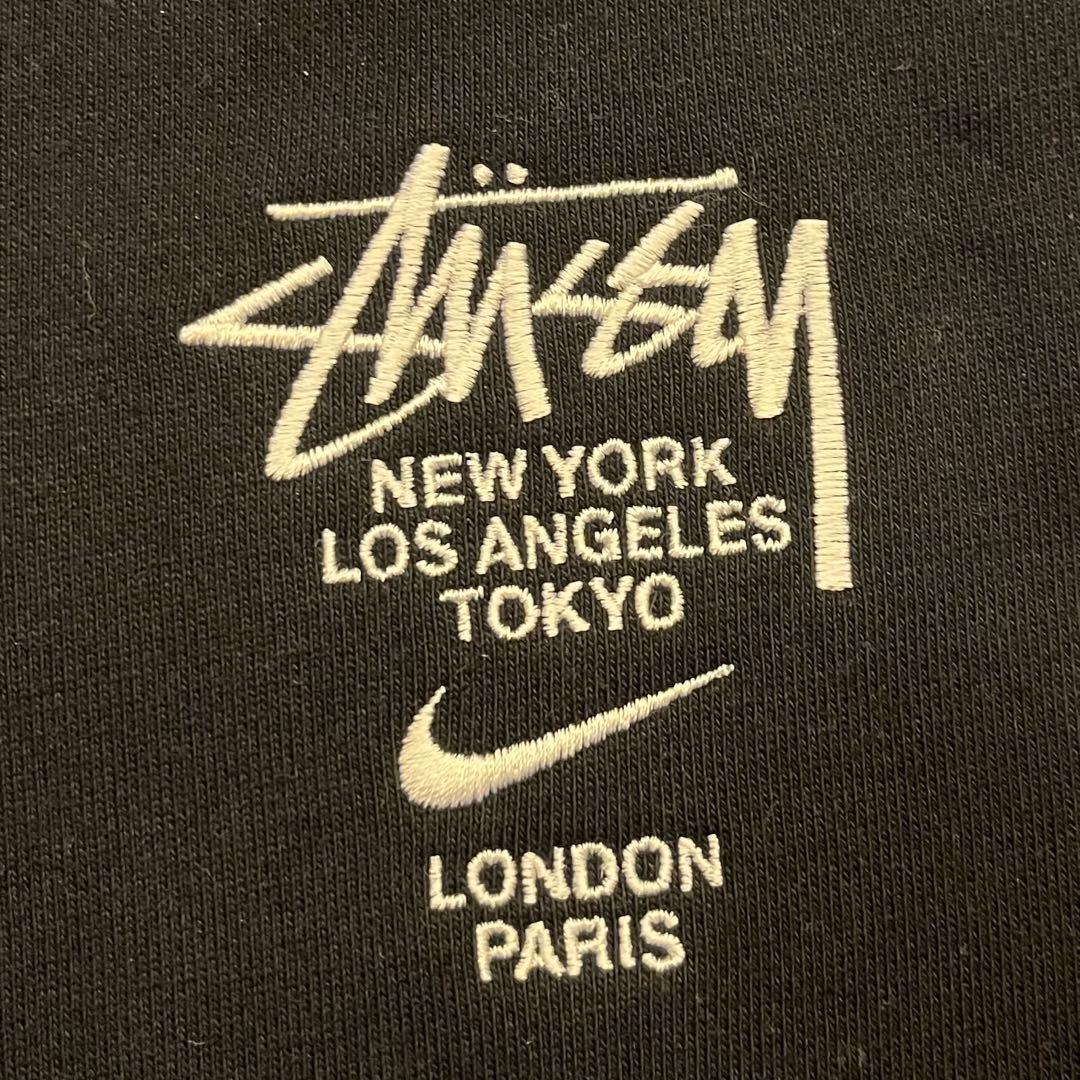 Stüssy
NEW YORK
LOS ANGELES
TOKYO
LONDON
PARIS